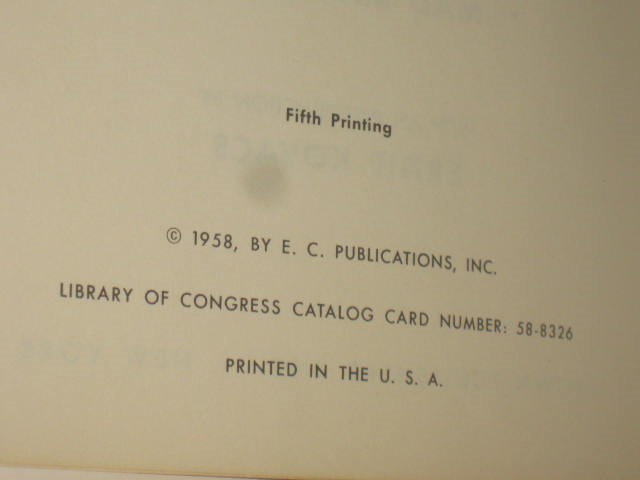 Fifth Printing
© 1958, BY E. C. PUBLICATIONS, INC.
LIBRARY OF CONGRESS CATALOG CARD NUMBER: 58-8326
PRINTED IN THE U. S. A.